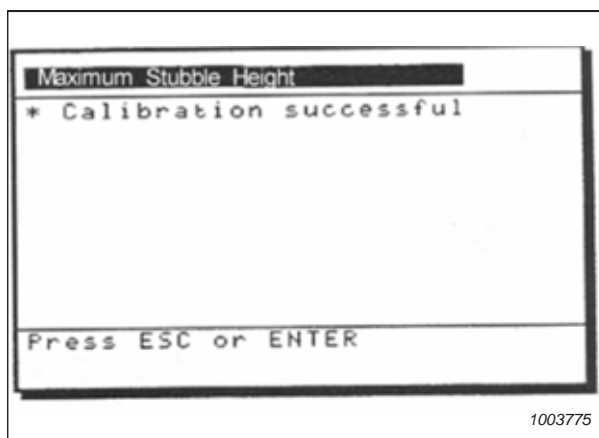 Maximum Stubble Height
* Calibration successful
Press ESC or ENTER
1003775